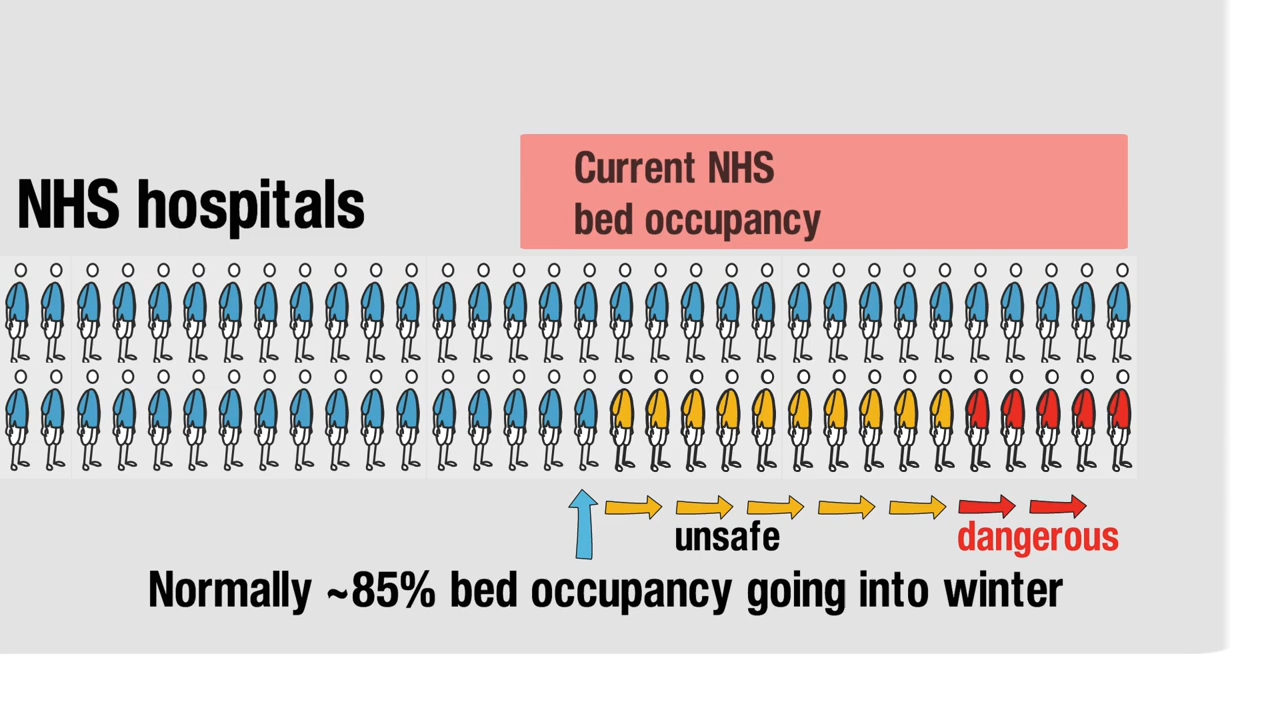 NHS hospitals
Current NHS
bed occupancy
unsafe
dangerous
Normally ~85% bed occupancy going into winter